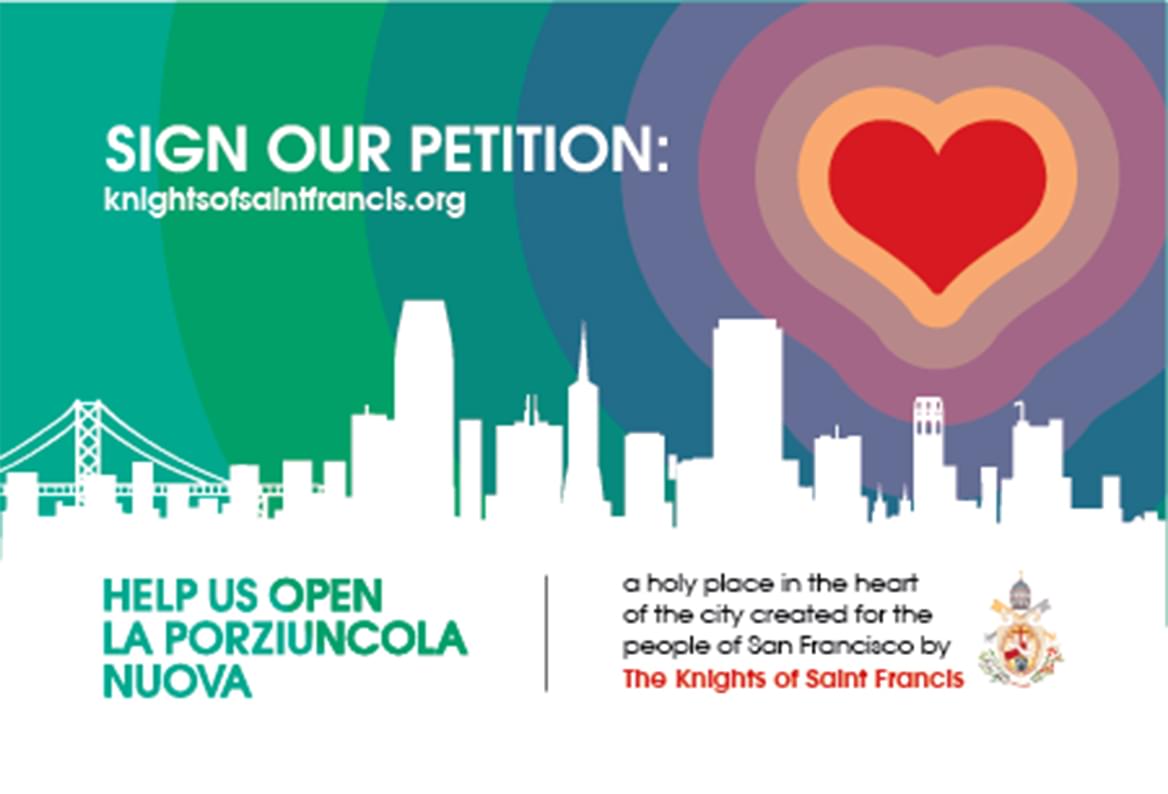 SIGN OUR PETITION:
knightsofsaintfrancis.org
HELP US OPEN
LA PORZIUNCOLA
NUOVA
a holy place in the heart
of the city created for the
people of San Francisco by
The Knights of Saint Francis